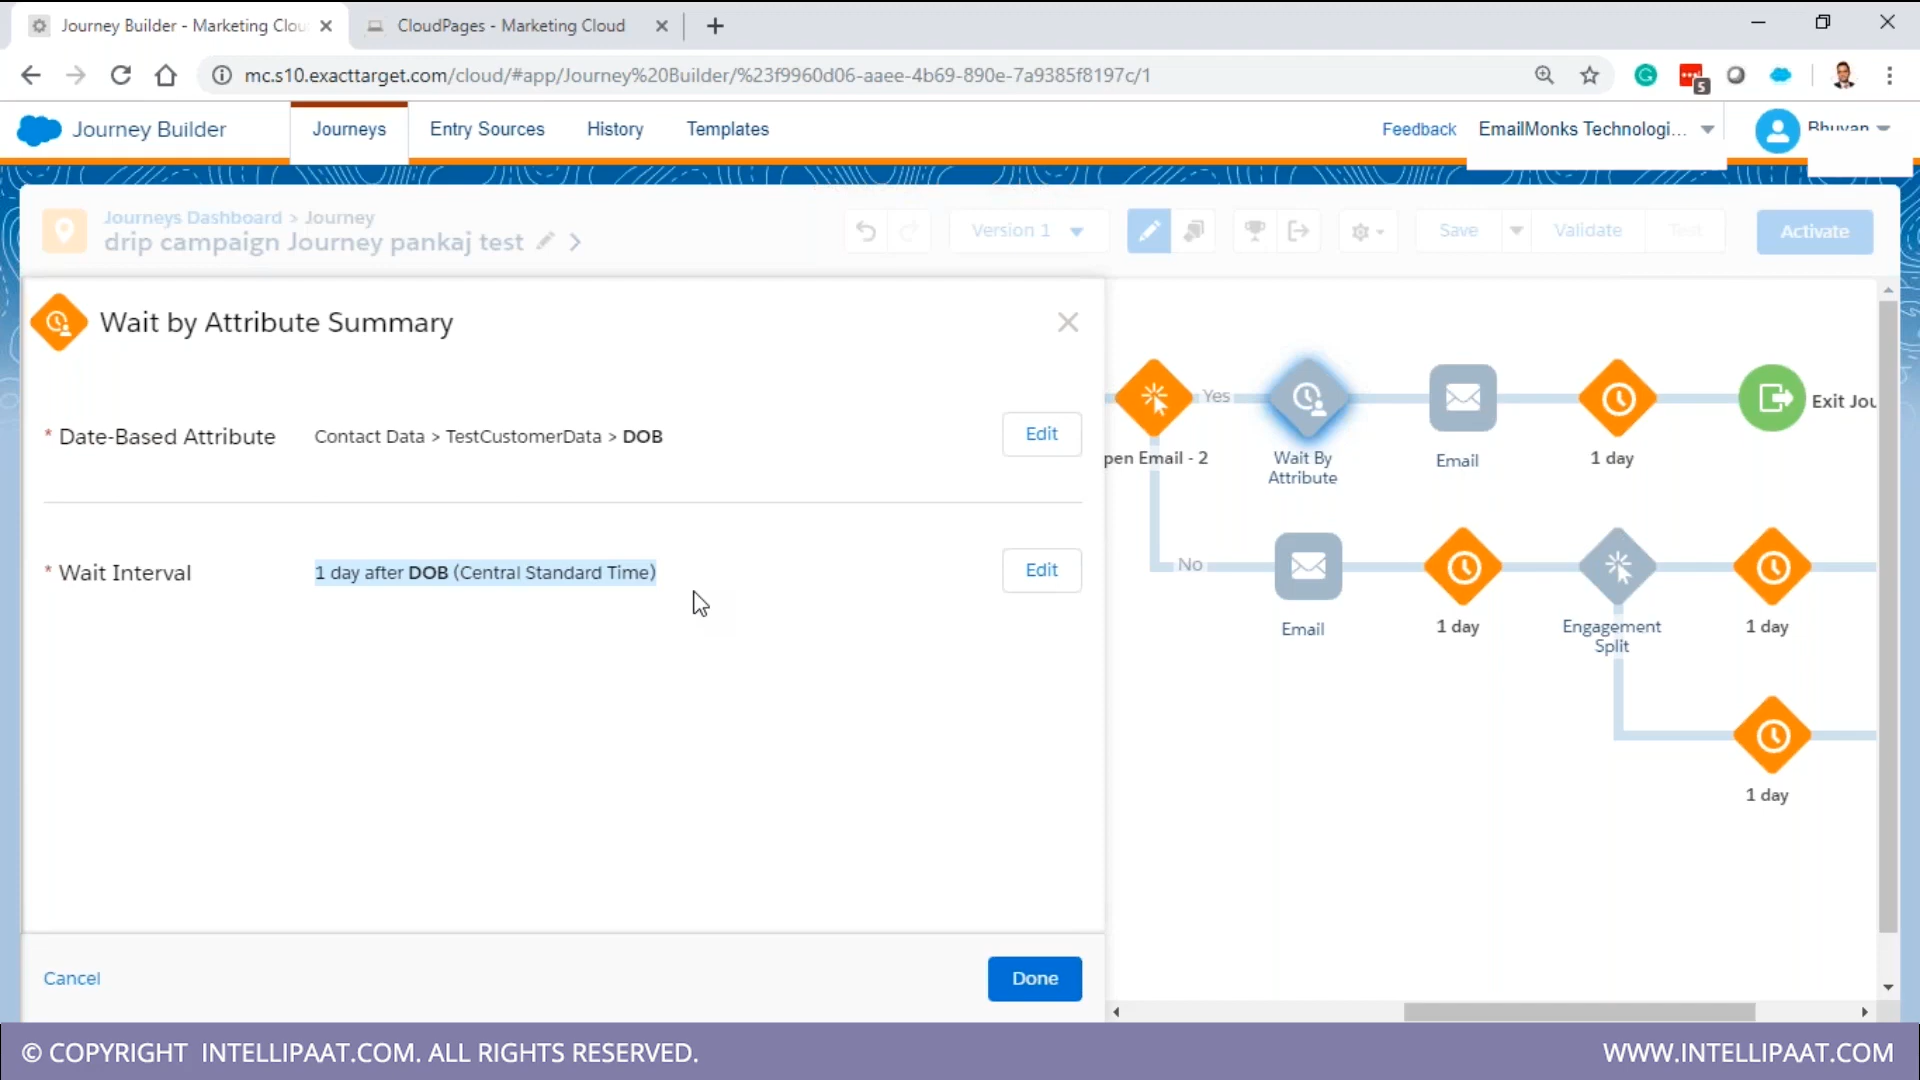 Journey Builder - Marketing Clou
CloudPages - Marketing Cloud
mc.s10.exacttarget.com/cloud/#app/Journey%20Builder/%23f9960d06-aaee-4b69-890e-7a9385f8197c/1
S
Journey Builder
Journeys
Entry Sources
History
Templates
Feedback
EmailMonks Technologi...
Bhuvan
Journeys Dashboard > Journey
drip campaign Journey pankaj test
Version 1
Save
Validate
Test
Activate
Wait by Attribute Summary
* Date-Based Attribute
Contact Data > TestCustomerData > DOB
Edit
* Wait Interval
1 day after DOB (Central Standard Time)
Edit
Cancel
Done
Yes
Exit Jou
pen Email - 2
Wait By
Attribute
Email
1 day
No
Email
1 day
Engagement
Split
1 day
1 day
© COPYRIGHT INTELLIPAAT.COM. ALL RIGHTS RESERVED.
WWW.INTELLIPAAT.COM